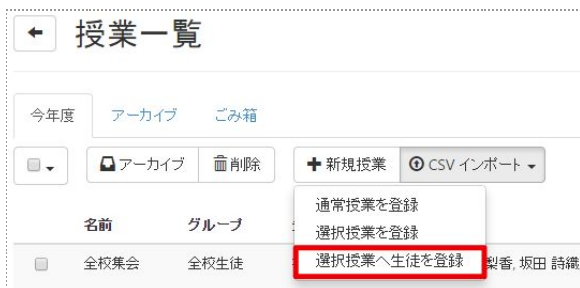 授業一覧
今年度 アーカイブ ごみ箱
アーカイブ 削除 新規授業 CSV インポート
通常授業を登録
名前 グループ
選択授業を登録
全校集会 全校生徒 選択授業へ生徒を登録 梨香, 坂田 詩織